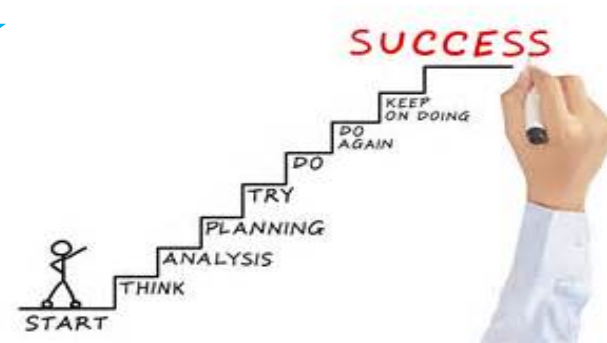 SUCCESS
KEEP
ON DOING
DO
AGAIN
DO
TRY
PLANNING
ANALYSIS
THINK
START